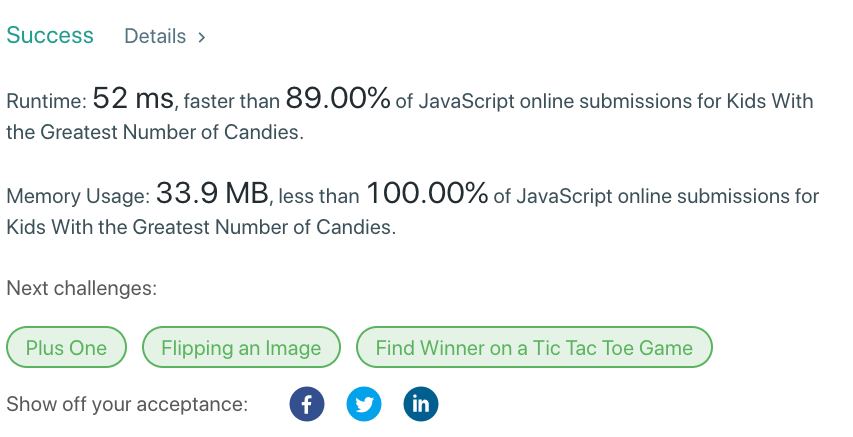 Success Details >
Runtime: 52 ms, faster than 89.00% of JavaScript online submissions for Kids With
the Greatest Number of Candies.
Memory Usage: 33.9 MB, less than 100.00% of JavaScript online submissions for
Kids With the Greatest Number of Candies.
Next challenges:
Plus One Flipping an Image Find Winner on a Tic Tac Toe Game
Show off your acceptance: f in